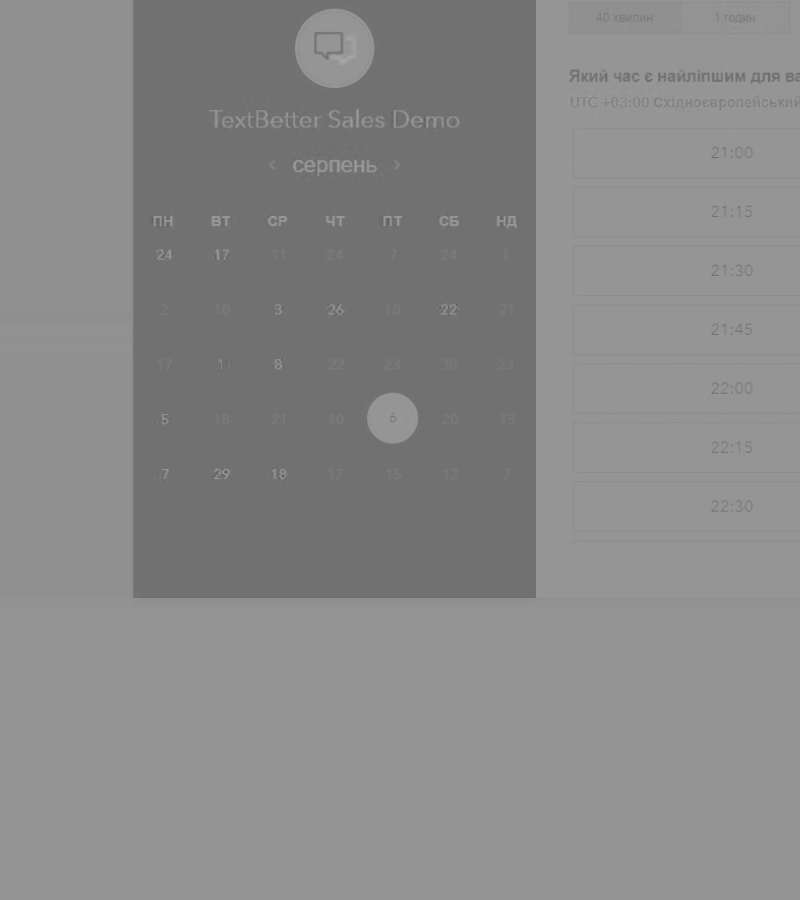 40 хвилин 1 годин
Який час є найліпшим для ва
UTC +03:00 Східноєвропейський
TextBetter Sales Demo
< серпень >
ПН ВТ СР ЧТ ПТ СБ НД
24 17 11 24 7 24 1
2 10 3 26 18 22 21
17 1 8 22 23 30 23
5 18 21 10 6 20 13
7 29 18 17 15 12 7
21:00
21:15
21:30
21:45
22:00
22:15
22:30